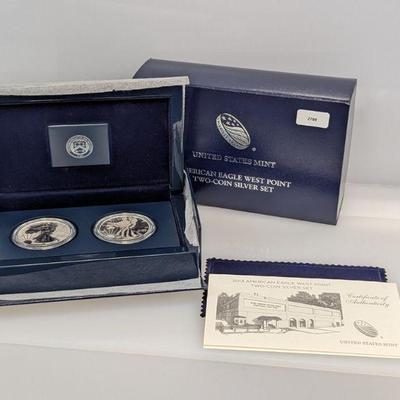 2788
UNITED STATES MINT
AMERICAN EAGLE WEST POINT
TWO-COIN SILVER SET
2013 AMERICAN EAGLE WEST POINT
TWO-COIN SILVER SET
Certificate of
Authenticity
UNITED STATES MINT